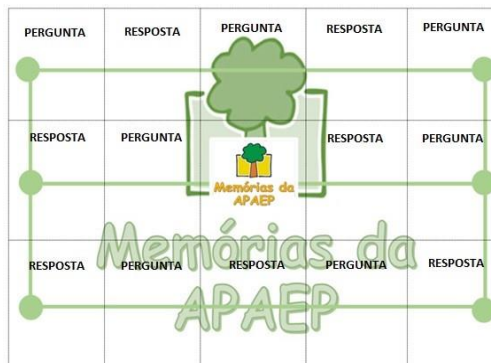 PERGUNTA RESPOSTA PERGUNTA RESPOSTA PERGUNTA
RESPOSTA PERGUNTA RESPOSTA PERGUNTA
Memórias da
APAEP
Memórias da
APAEP
RESPOSTA PERGUNTA RESPOSTA PERGUNTA RESPOSTA